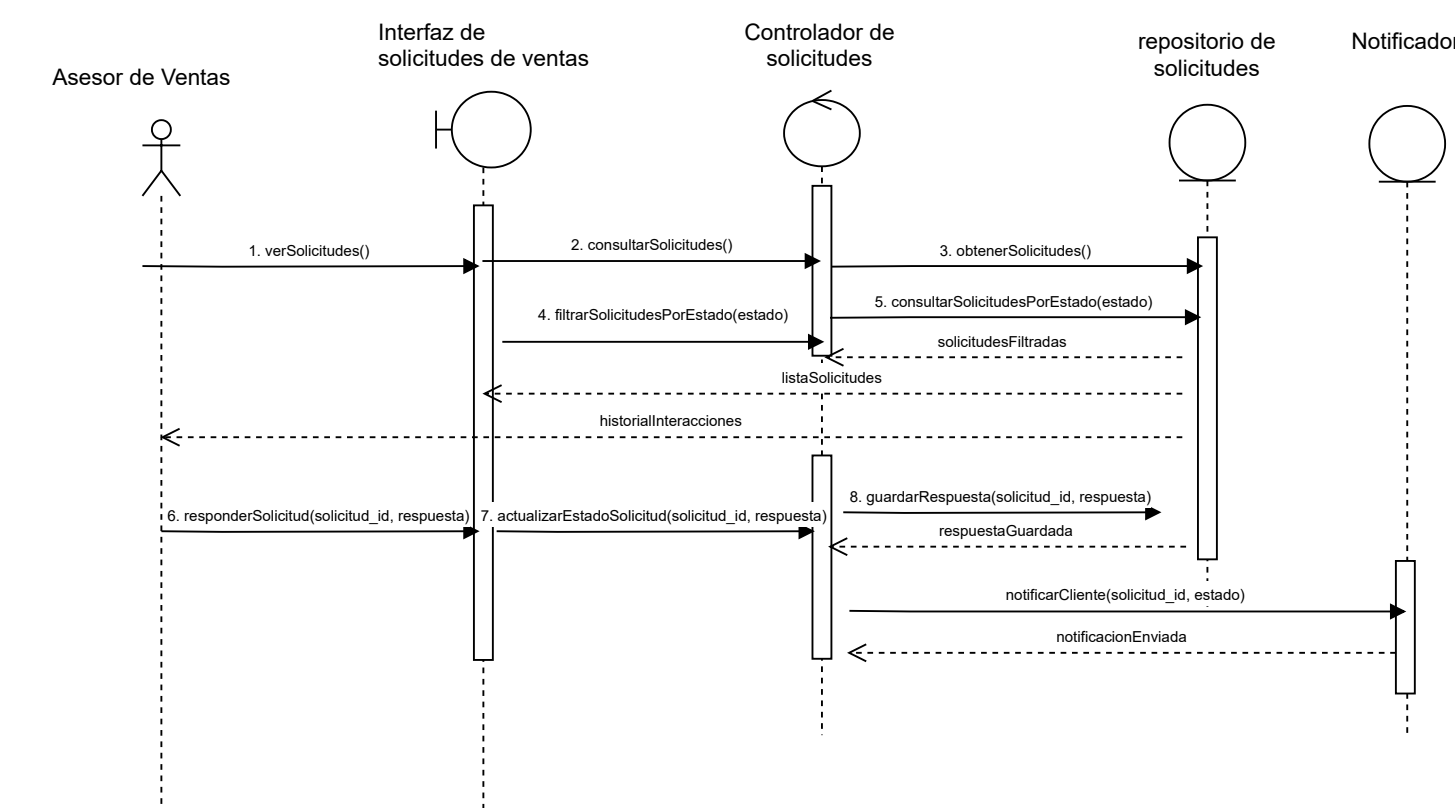 Interfaz de
solicitudes de ventas
Controlador de
solicitudes
repositorio de
solicitudes
Notificador
Asesor de Ventas
1. verSolicitudes()
2. consultarSolicitudes()
3. obtenerSolicitudes()
4. filtrarSolicitudesPorEstado(estado)
5. consultarSolicitudesPorEstado(estado)
solicitudesFiltradas
listaSolicitudes
historialInteracciones
6. responderSolicitud(solicitud_id, respuesta)
7. actualizarEstadoSolicitud(solicitud_id, respuesta)
8. guardarRespuesta(solicitud_id, respuesta)
respuestaGuardada
notificarCliente(solicitud_id, estado)
notificacionEnviada